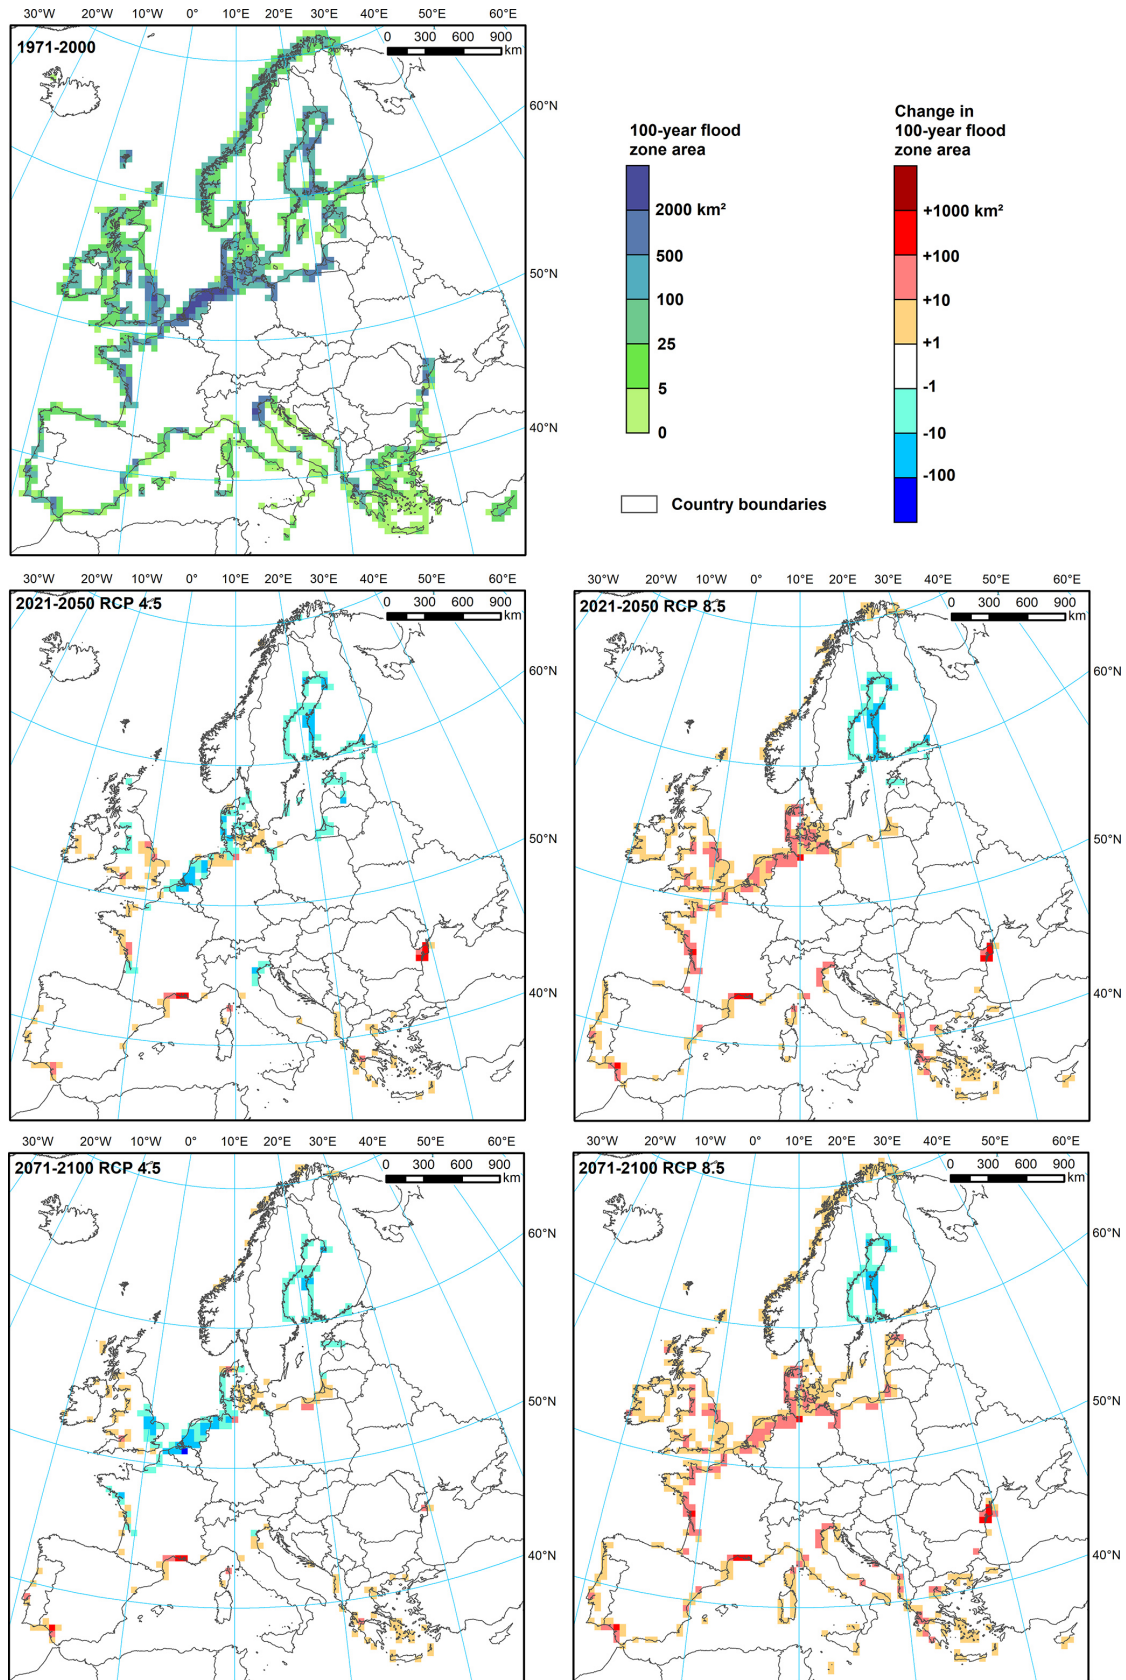 30°W 20°W 10°W 0° 10°E 20°E 30°E 40°E 50°E 60°E
1971-2000
0 300 600 900
km
60°N
50°N
40°N
100-year flood
zone area
2000 km²
500
100
25
5
0
Country boundaries
Change in
100-year flood
zone area
+1000 km²
+100
+10
+1
-1
-10
-100
30°W 20°W 10°W 0° 10°E 20°E 30°E 40°E 50°E 60°E
2021-2050 RCP 4.5
0 300 600 900
km
60°N
50°N
40°N
30°W 20°W 10°W 0° 10°E 20°E 30°E 40°E 50°E 60°E
2021-2050 RCP 8.5
0 300 600 900
km
60°N
50°N
40°N
30°W 20°W 10°W 0° 10°E 20°E 30°E 40°E 50°E 60°E
2071-2100 RCP 4.5
0 300 600 900
km
60°N
50°N
40°N
30°W 20°W 10°W 0° 10°E 20°E 30°E 40°E 50°E 60°E
2071-2100 RCP 8.5
0 300 600 900
km
60°N
50°N
40°N